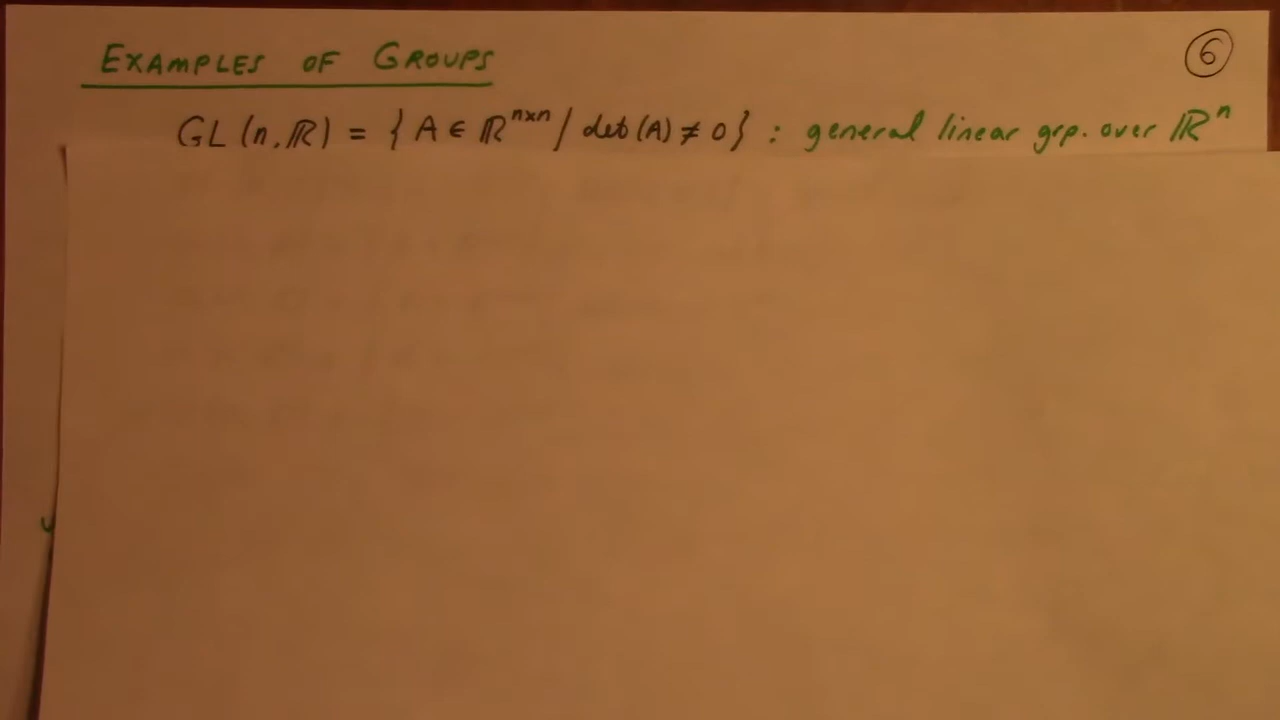 EXAMPLES OF GROUPS
6
GL(n,ℝ) = { A ∈ ℝ^{n×n} / det(A) ≠ 0 } : general linear grp. over ℝ^n